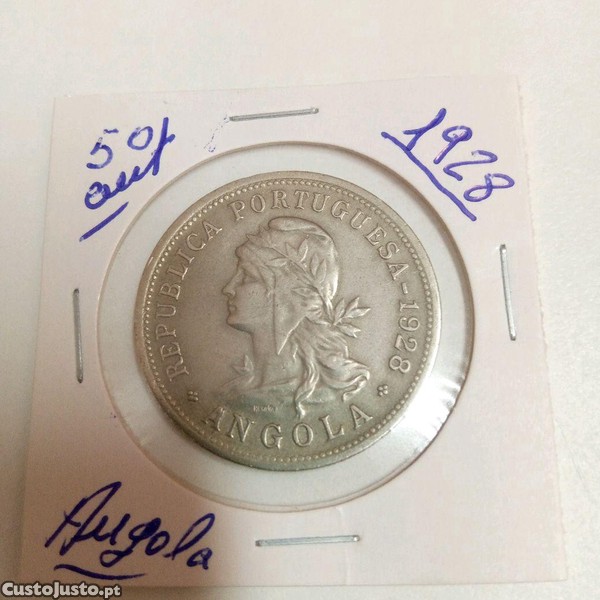 50/
cent
1928
REPUBLICA PORTUGUESA-1928
ANGOLA
Angola
CustoJusto.pt